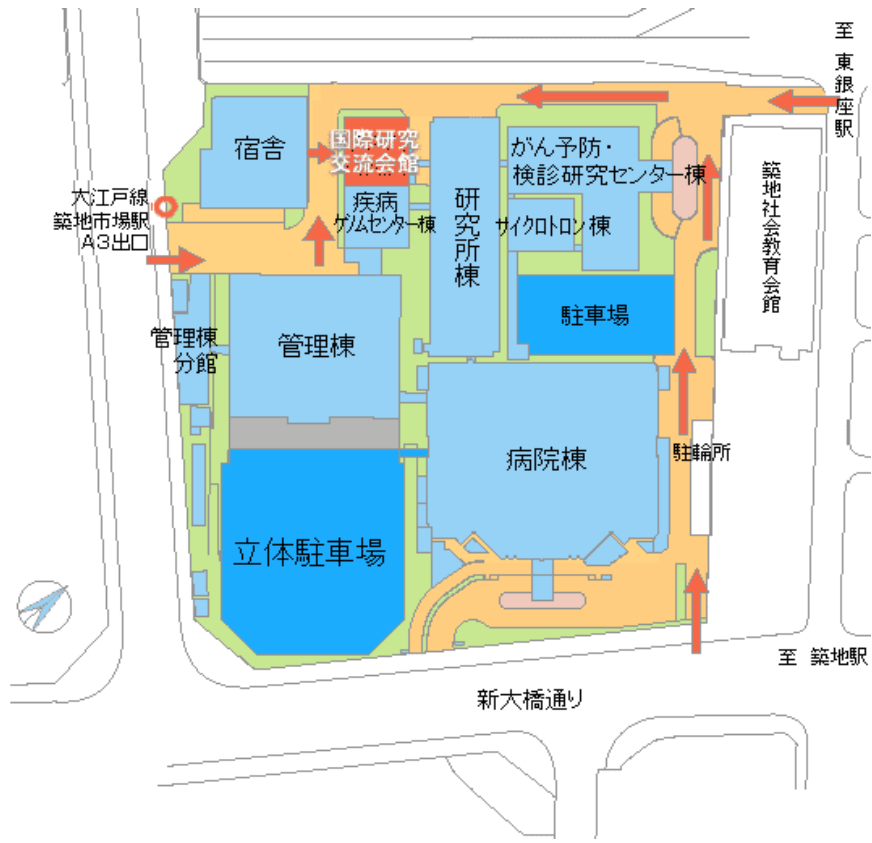 至 東銀座駅
宿舎
国際研究
交流会館
がん予防・
検診研究センター棟
疾病
ゲノムセンター棟
研究所棟
サイクロトロン棟
築地社会教育会館
大江戸線
築地市場駅
A3出口
駐車場
管理棟
分館
管理棟
病院棟
駐輪所
立体駐車場
至 築地駅
新大橋通り